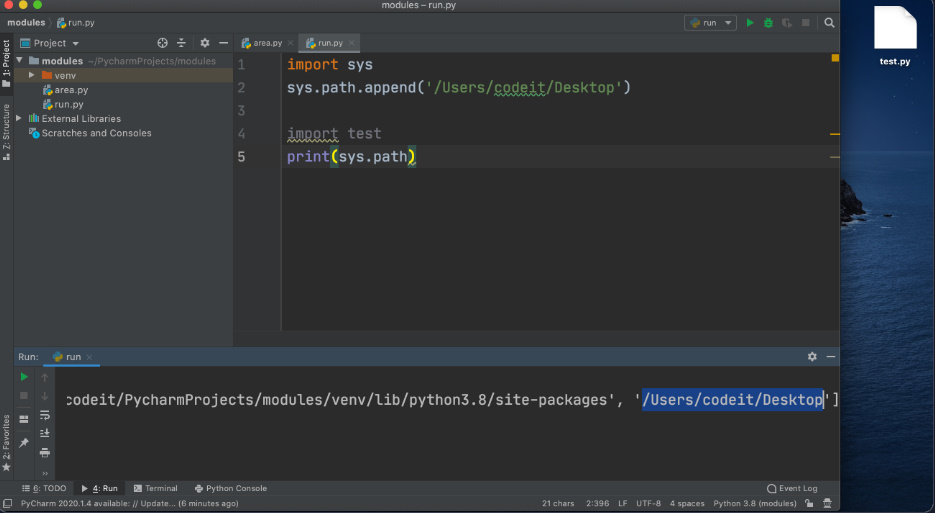 modules – run.py
modules
run.py
run
Project
area.py
run.py
1: Project
modules ~/PycharmProjects/modules
venv
area.py
run.py
External Libraries
Scratches and Consoles
Z: Structure
2: Favorites
1 import sys
2 sys.path.append('/Users/codeit/Desktop')
3
4 import test
5 print(sys.path)
test.py
Run: run
codeit/PycharmProjects/modules/venv/lib/python3.8/site-packages', '/Users/codeit/Desktop']
6: TODO
4: Run
Terminal
Python Console
Event Log
PyCharm 2020.1.4 available: // Update... (6 minutes ago)
21 chars
2:396
LF
UTF-8
4 spaces
Python 3.8 (modules)